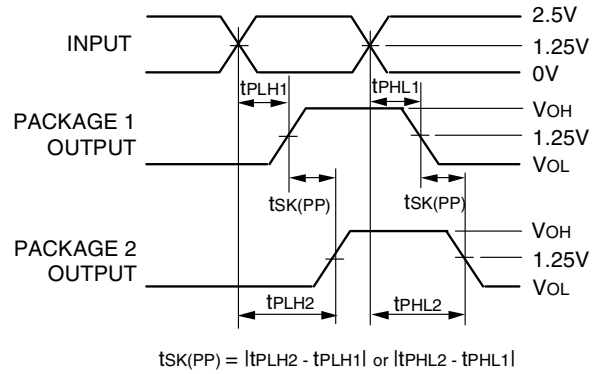 2.5V
INPUT
1.25V
0V
tPLH1
tPHL1
VOH
PACKAGE 1
OUTPUT
1.25V
VOL
tSK(PP)
tSK(PP)
VOH
PACKAGE 2
OUTPUT
1.25V
VOL
tPLH2
tPHL2
tSK(PP) = |tPLH2 - tPLH1| or |tPHL2 - tPHL1|